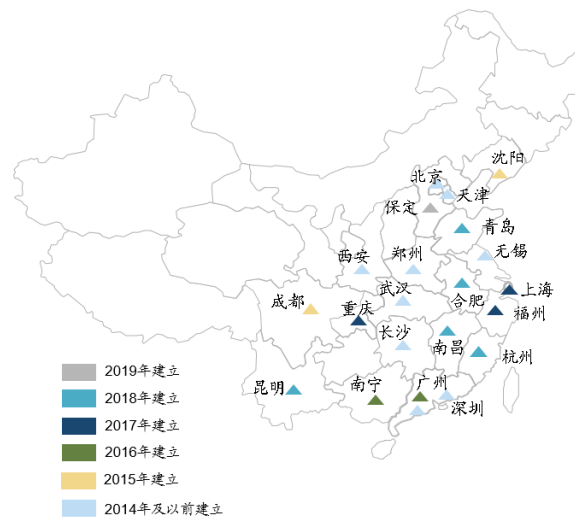 沈阳
北京
天津
保定
青岛
无锡
西安
郑州
武汉
合肥
上海
成都
重庆
福州
长沙
南昌
杭州
昆明
南宁
广州
深圳
2019年建立
2018年建立
2017年建立
2016年建立
2015年建立
2014年及以前建立